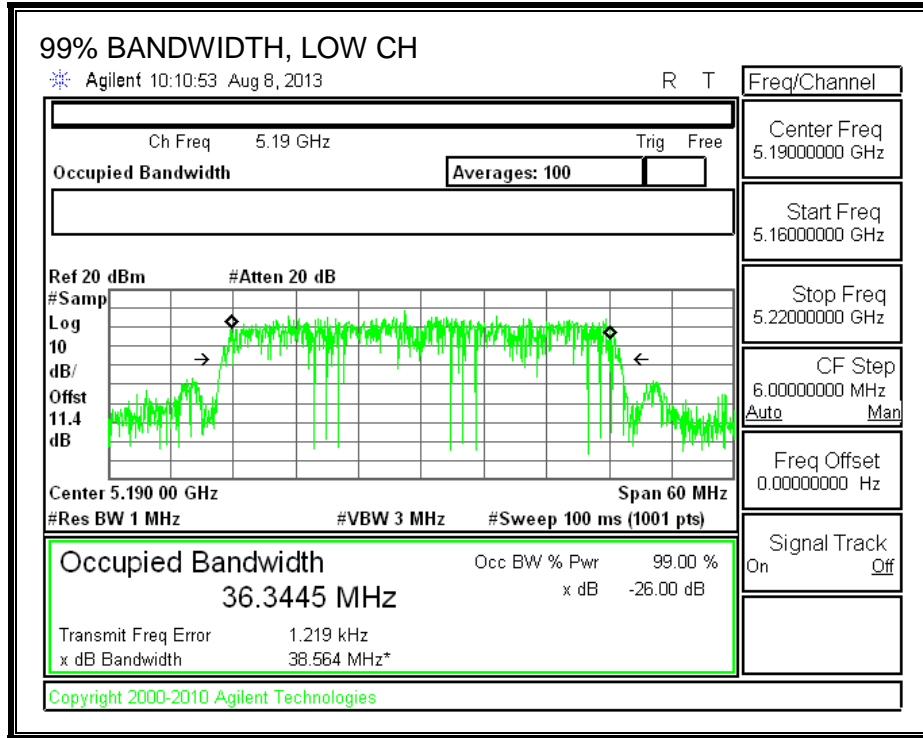 99% BANDWIDTH, LOW CH
Agilent 10:10:53 Aug 8, 2013 R T
Freq/Channel
Ch Freq 5.19 GHz Trig Free
Occupied Bandwidth Averages: 100
Center Freq
5.19000000 GHz
Start Freq
5.16000000 GHz
Stop Freq
5.22000000 GHz
CF Step
6.00000000 MHz
Auto Man
Freq Offset
0.00000000 Hz
Signal Track
On Off
Ref 20 dBm #Atten 20 dB
#Samp
Log
10
dB/
Offst
11.4
dB
Center 5.190 00 GHz Span 60 MHz
#Res BW 1 MHz #VBW 3 MHz #Sweep 100 ms (1001 pts)
Occupied Bandwidth Occ BW % Pwr 99.00 %
36.3445 MHz x dB -26.00 dB
Transmit Freq Error 1.219 kHz
x dB Bandwidth 38.564 MHz*
Copyright 2000-2010 Agilent Technologies